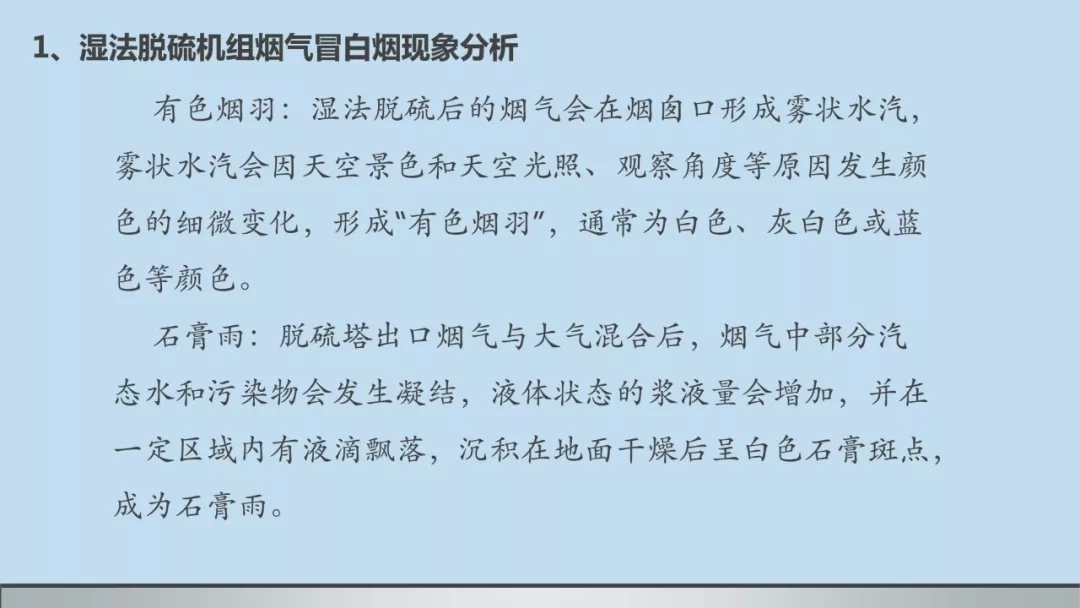 1、湿法脱硫机组烟气冒白烟现象分析
有色烟羽：湿法脱硫后的烟气会在烟囱口形成雾状水汽，
雾状水汽会因天空景色和天空光照、观察角度等原因发生颜
色的细微变化，形成“有色烟羽”，通常为白色、灰白色或蓝
色等颜色。
石膏雨：脱硫塔出口烟气与大气混合后，烟气中部分汽
态水和污染物会发生凝结，液体状态的浆液量会增加，并在
一定区域内有液滴飘落，沉积在地面干燥后呈白色石膏斑点，
成为石膏雨。